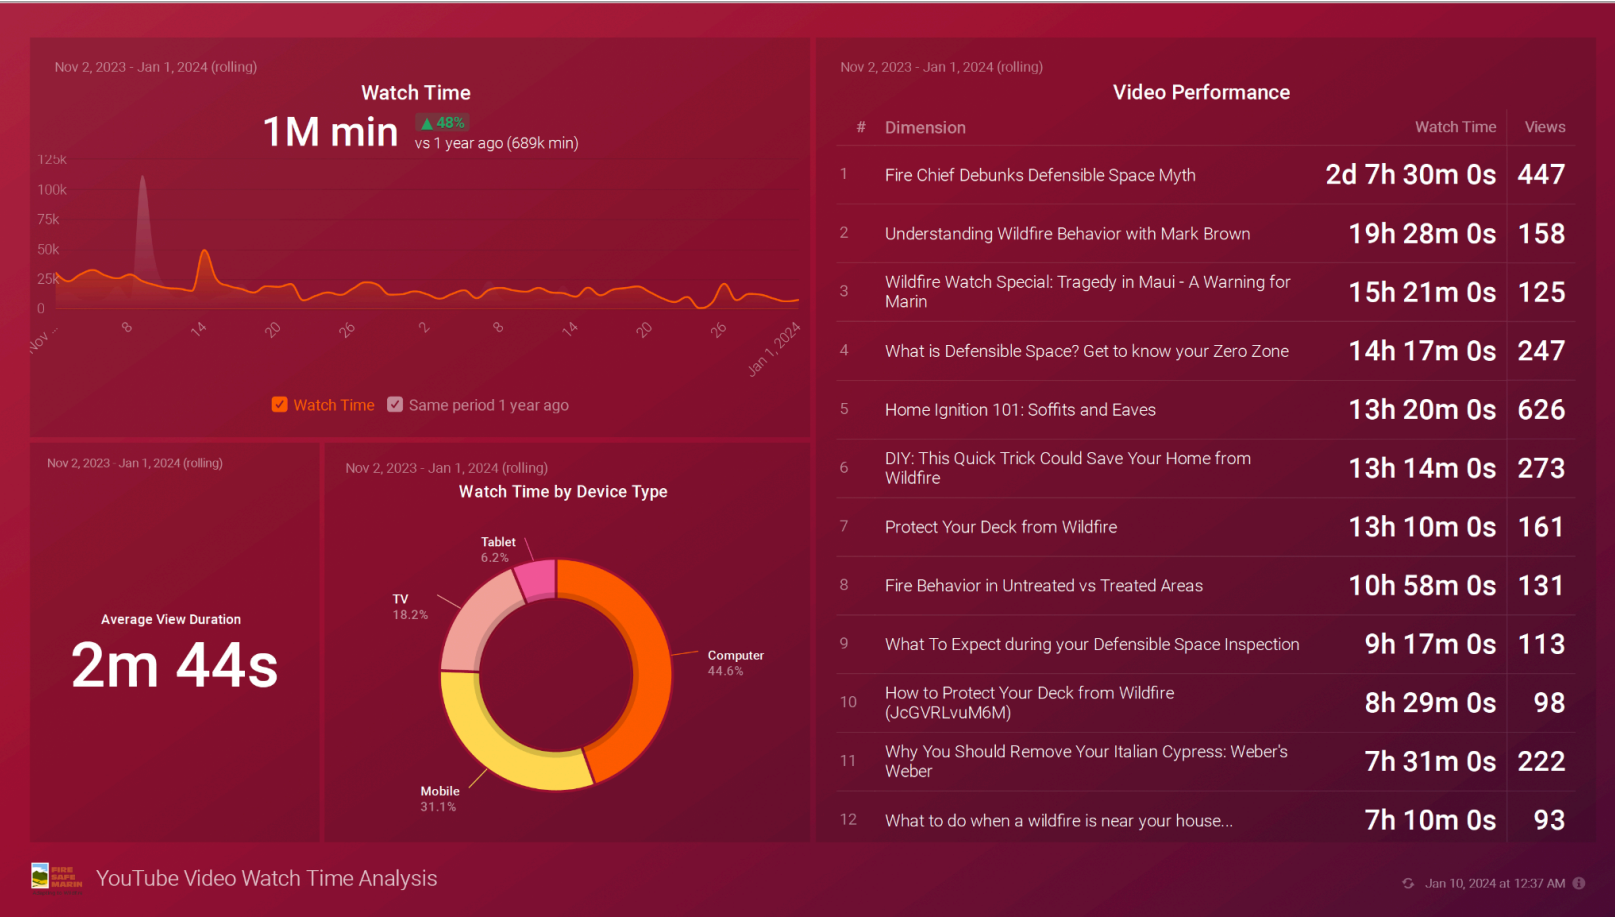 Nov 2, 2023 - Jan 1, 2024 (rolling)
Watch Time
1M min
▲ 48%
vs 1 year ago (689k min)
125k
100k
75k
50k
25k
0
Nov ...
8
14
20
26
2
8
14
20
26
Jan 1, 2024
Watch Time
Same period 1 year ago
Nov 2, 2023 - Jan 1, 2024 (rolling)
Average View Duration
2m 44s
Nov 2, 2023 - Jan 1, 2024 (rolling)
Watch Time by Device Type
Tablet
6.2%
TV
18.2%
Computer
44.6%
Mobile
31.1%
Nov 2, 2023 - Jan 1, 2024 (rolling)
Video Performance
# Dimension Watch Time Views
1 Fire Chief Debunks Defensible Space Myth 2d 7h 30m 0s 447
2 Understanding Wildfire Behavior with Mark Brown 19h 28m 0s 158
3 Wildfire Watch Special: Tragedy in Maui - A Warning for
Marin 15h 21m 0s 125
4 What is Defensible Space? Get to know your Zero Zone 14h 17m 0s 247
5 Home Ignition 101: Soffits and Eaves 13h 20m 0s 626
6 DIY: This Quick Trick Could Save Your Home from
Wildfire 13h 14m 0s 273
7 Protect Your Deck from Wildfire 13h 10m 0s 161
8 Fire Behavior in Untreated vs Treated Areas 10h 58m 0s 131
9 What To Expect during your Defensible Space Inspection 9h 17m 0s 113
10 How to Protect Your Deck from Wildfire
(JcGVRLvuM6M) 8h 29m 0s 98
11 Why You Should Remove Your Italian Cypress: Weber's
Weber 7h 31m 0s 222
12 What to do when a wildfire is near your house... 7h 10m 0s 93
FIRE
SAFE
MARIN
YouTube Video Watch Time Analysis
Jan 10, 2024 at 12:37 AM